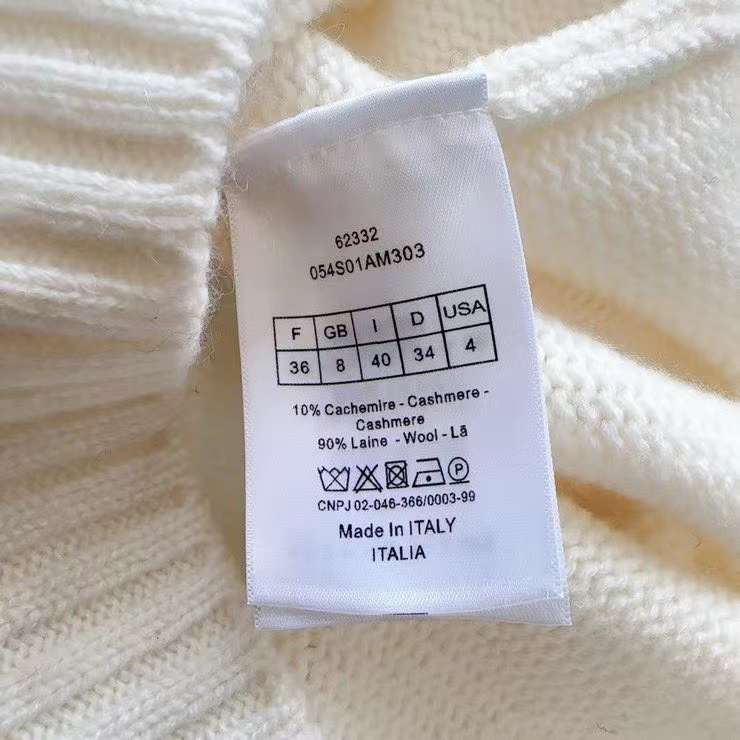 62332
054S01AM303
F GB I D USA
36 8 40 34 4
10% Cachemire - Cashmere -
Cashmere
90% Laine - Wool - Lã
P
CNPJ 02-046-366/0003-99
Made In ITALY
ITALIA